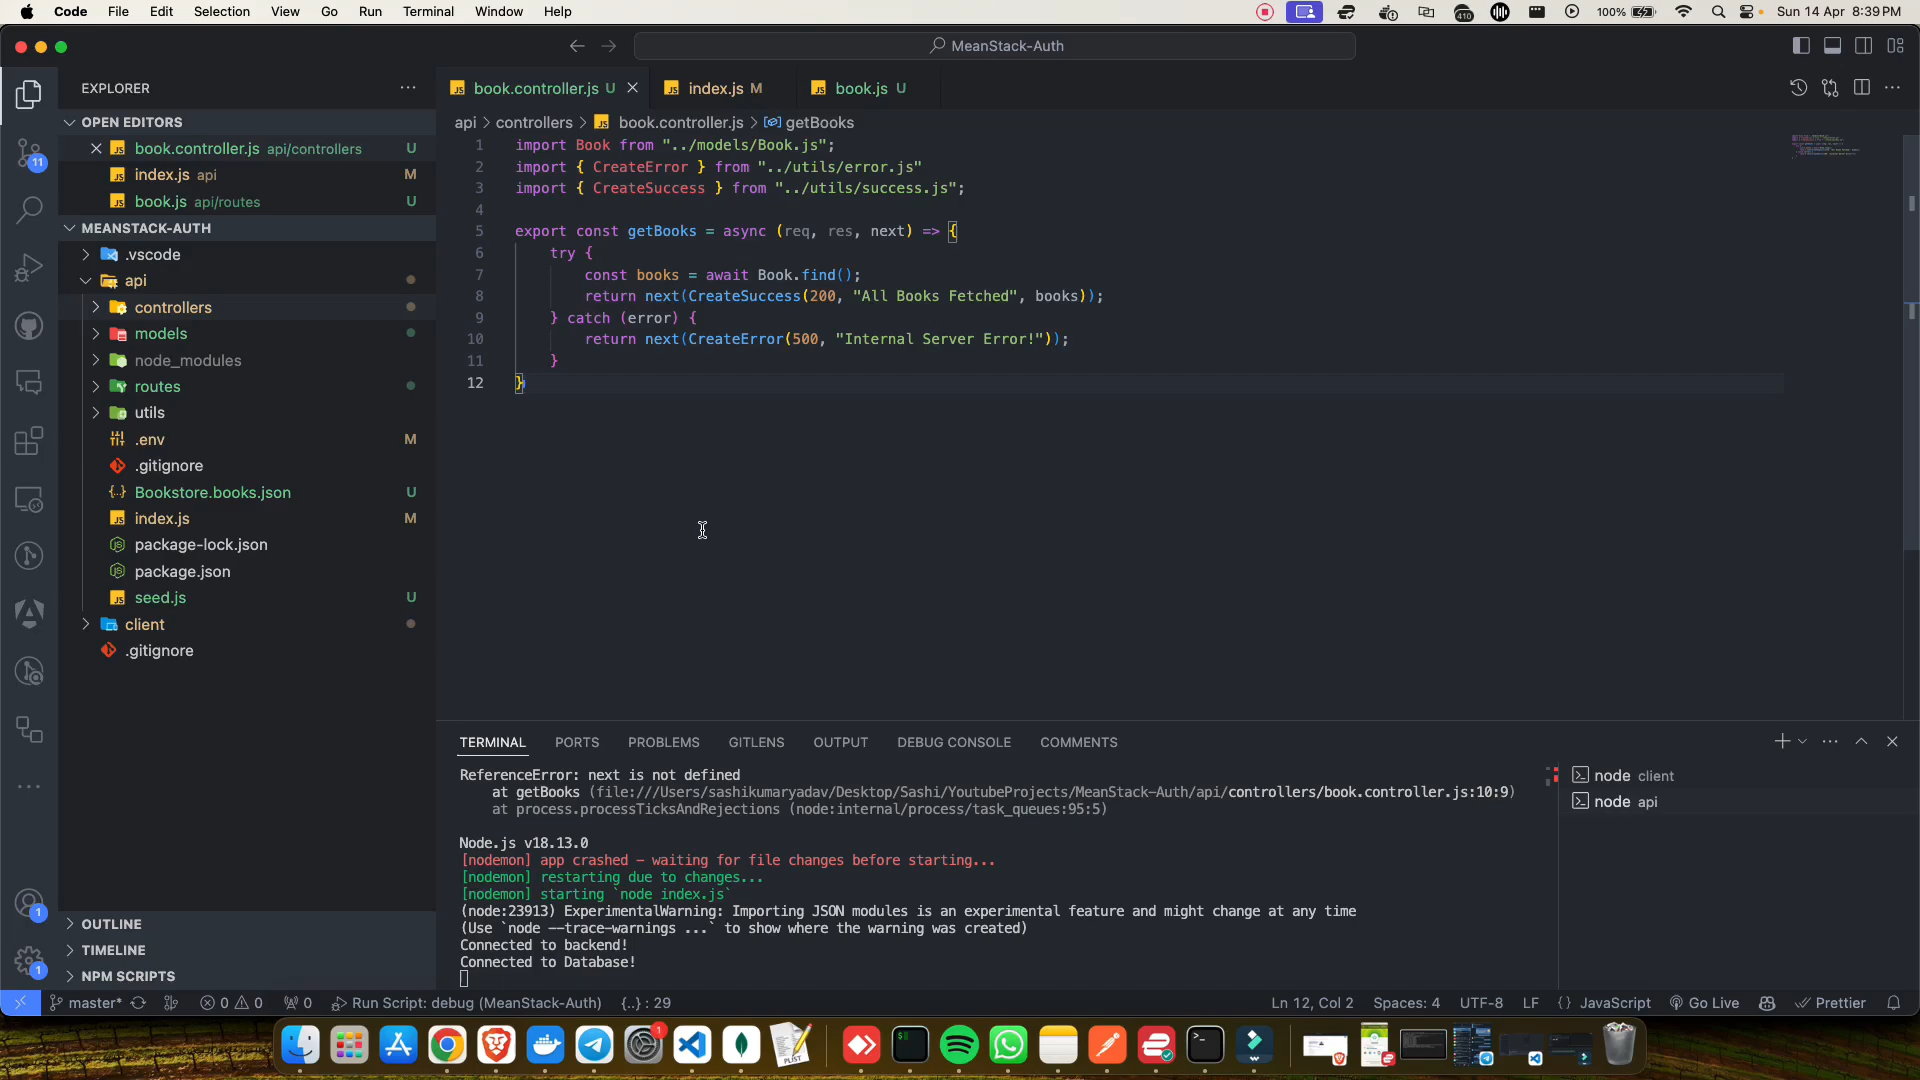 Code File Edit Selection View Go Run Terminal Window Help 410 100% Sun 14 Apr 8:39 PM
MeanStack-Auth
EXPLORER
OPEN EDITORS
book.controller.js api/controllers U
index.js api M
book.js api/routes U
MEANSTACK-AUTH
.vscode
api
controllers
models
node_modules
routes
utils
.env M
.gitignore
Bookstore.books.json U
index.js M
package-lock.json
package.json
seed.js U
client
.gitignore
OUTLINE
TIMELINE
NPM SCRIPTS
11
1
1
book.controller.js U index.js M book.js U
api > controllers > book.controller.js > getBooks
1 import Book from "../models/Book.js";
2 import { CreateError } from "../utils/error.js"
3 import { CreateSuccess } from "../utils/success.js";
4
5 export const getBooks = async (req, res, next) => {
6 try {
7 const books = await Book.find();
8 return next(CreateSuccess(200, "All Books Fetched", books));
9 } catch (error) {
10 return next(CreateError(500, "Internal Server Error!"));
11 }
12 }
TERMINAL PORTS PROBLEMS GITLENS OUTPUT DEBUG CONSOLE COMMENTS
ReferenceError: next is not defined
at getBooks (file:///Users/sashikumaryadav/Desktop/Sashi/YoutubeProjects/MeanStack-Auth/api/controllers/book.controller.js:10:9)
at process.processTicksAndRejections (node:internal/process/task_queues:95:5)
Node.js v18.13.0
[nodemon] app crashed - waiting for file changes before starting...
[nodemon] restarting due to changes...
[nodemon] starting `node index.js`
(node:23913) ExperimentalWarning: Importing JSON modules is an experimental feature and might change at any time
(Use `node --trace-warnings ...` to show where the warning was created)
Connected to backend!
Connected to Database!
node client
node api
master* 0 0 0 Run Script: debug (MeanStack-Auth) {..} : 29 Ln 12, Col 2 Spaces: 4 UTF-8 LF {} JavaScript Go Live Prettier
1
PLIST